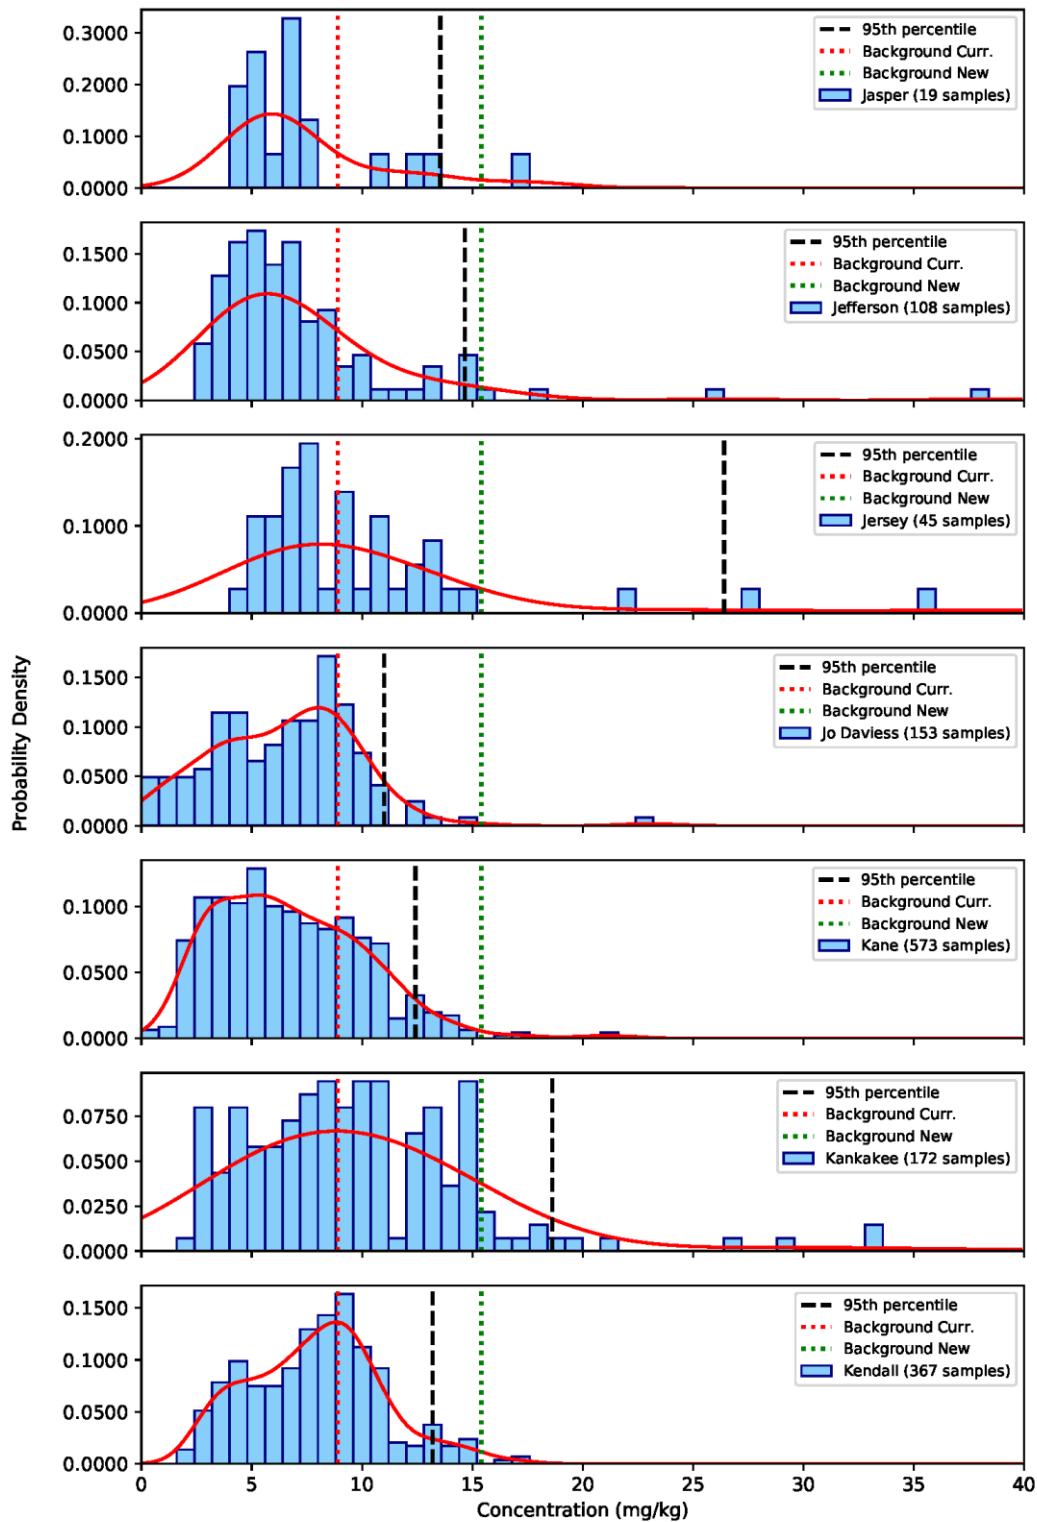 0.3000
0.2000
0.1000
0.0000
95th percentile
Background Curr.
Background New
Jasper (19 samples)
0.1500
0.1000
0.0500
0.0000
95th percentile
Background Curr.
Background New
Jefferson (108 samples)
0.2000
0.1000
0.0000
95th percentile
Background Curr.
Background New
Jersey (45 samples)
Probability Density
0.1500
0.1000
0.0500
0.0000
95th percentile
Background Curr.
Background New
Jo Daviess (153 samples)
0.1000
0.0500
0.0000
95th percentile
Background Curr.
Background New
Kane (573 samples)
0.0750
0.0500
0.0250
0.0000
95th percentile
Background Curr.
Background New
Kankakee (172 samples)
0.1500
0.1000
0.0500
0.0000
95th percentile
Background Curr.
Background New
Kendall (367 samples)
0 5 10 15 20 25 30 35 40
Concentration (mg/kg)